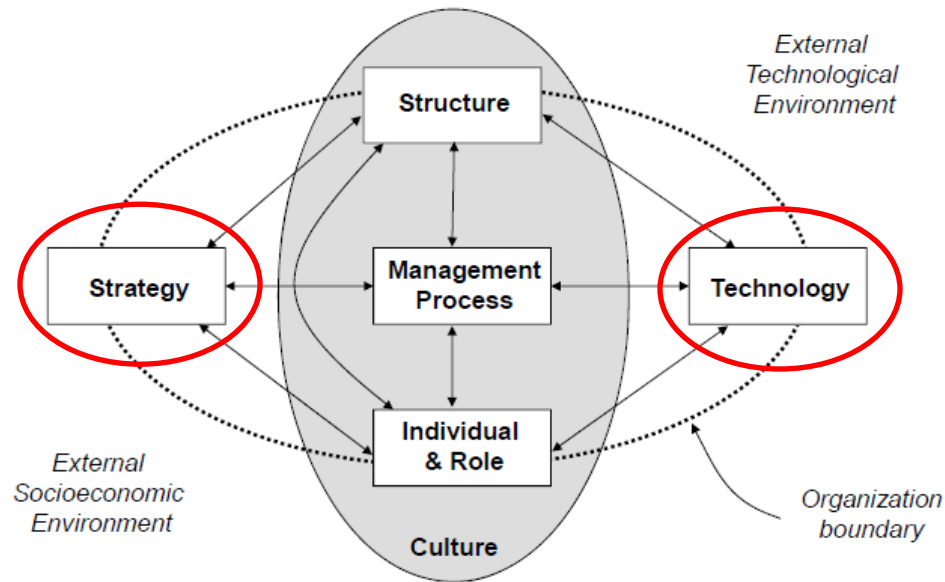 External
Technological
Environment
Structure
Strategy
Management
Process
Technology
Individual
& Role
External
Socioeconomic
Environment
Organization
boundary
Culture